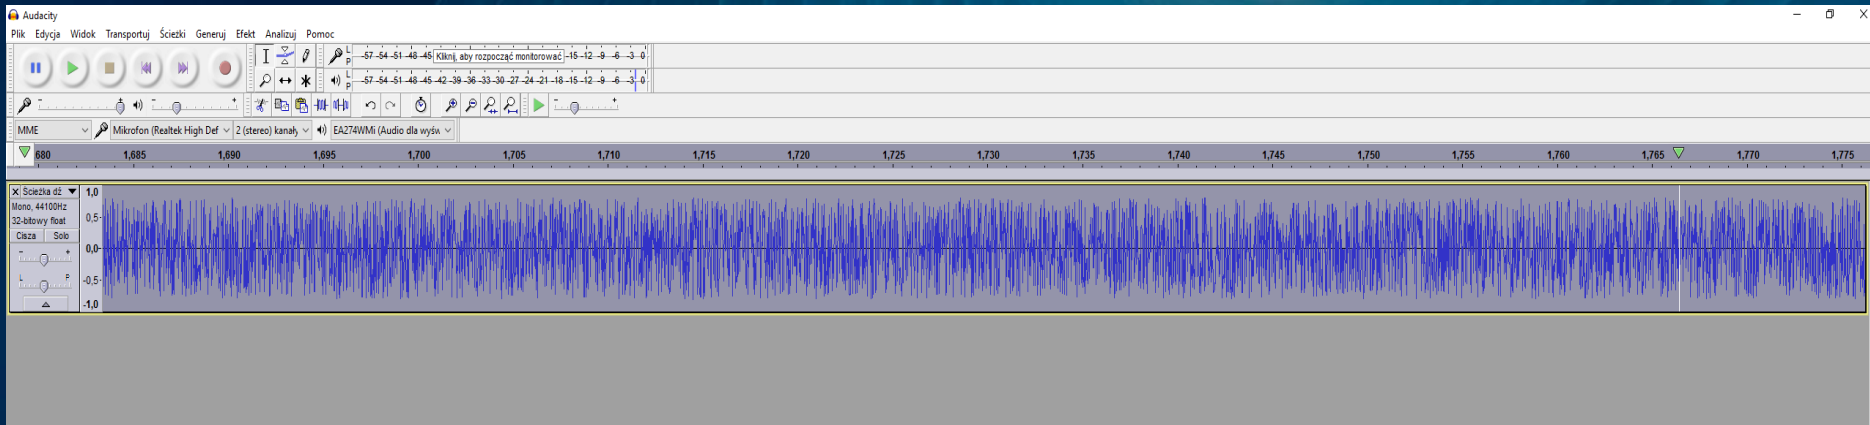 Audacity
Plik Edycja Widok Transportuj Ścieżki Generuj Efekt Analizuj Pomoc
L
P
-57 -54 -51 -48 -45 Kliknij, aby rozpocząć monitorować -15 -12 -9 -6 -3 0
L
P
-57 -54 -51 -48 -45 -42 -39 -36 -33 -30 -27 -24 -21 -18 -15 -12 -9 -6 -3 0
MME Mikrofon (Realtek High Def 2 (stereo) kanały EA274WMi (Audio dla wyśw
680 1,685 1,690 1,695 1,700 1,705 1,710 1,715 1,720 1,725 1,730 1,735 1,740 1,745 1,750 1,755 1,760 1,765 1,770 1,775
X Ścieżka dź 1,0
Mono, 44100Hz
32-bitowy float 0,5
Cisza Solo
0,0
L P
-0,5
-1,0